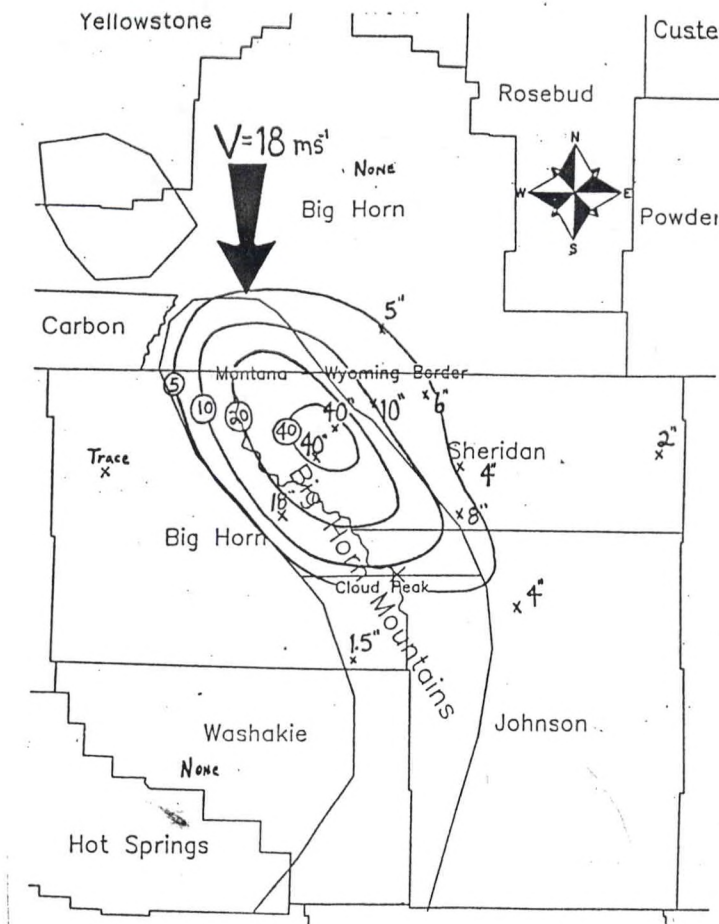 Yellowstone
Custe
Rosebud
V=18 ms⁻¹
None
N
W
E
S
Big Horn
Powder
5"
Carbon
Montana Wyoming Border
5
10
20
40
40"
10"
6"
40"
Sheridan
2"
Trace
4"
18"
8"
Big Horn
Big Horn Mountains
Cloud Peak
4"
1.5"
Washakie
Johnson
None
Hot Springs